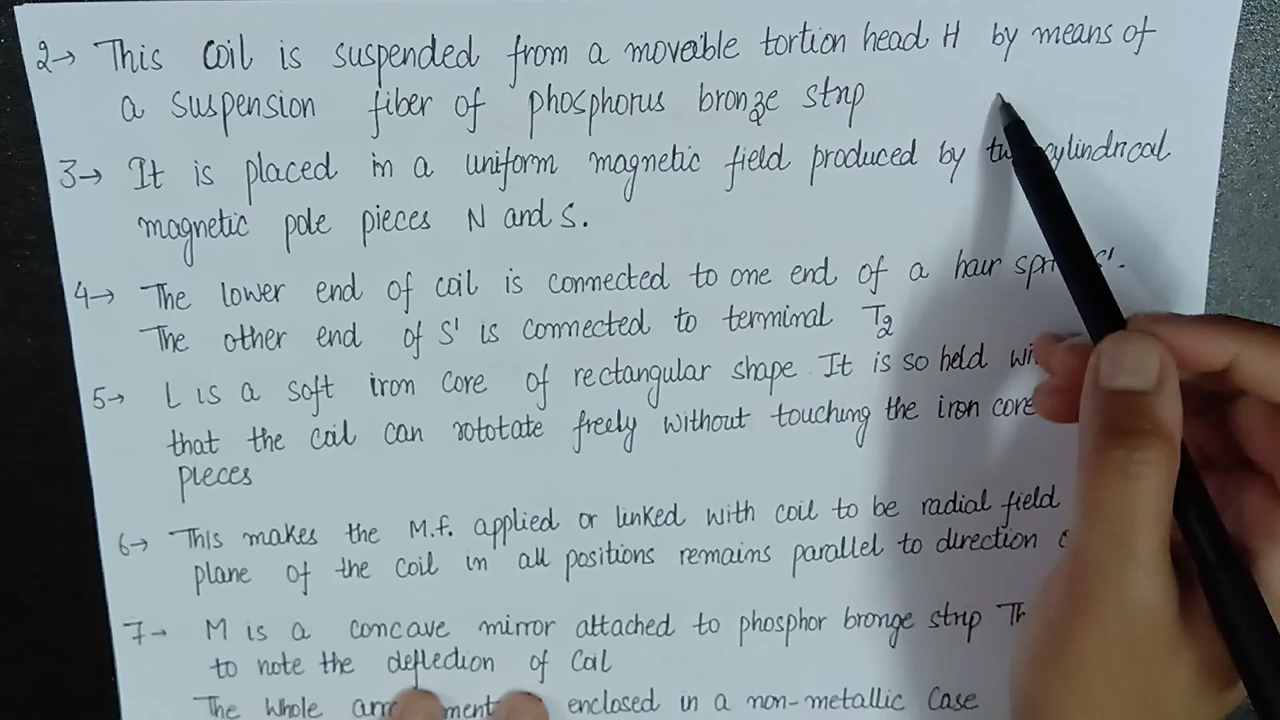 2→ This coil is suspended from a moveable tortion head H by means of
a suspension fiber of phosphorus bronze strip
3→ It is placed in a uniform magnetic field produced by cylindrical
magnetic pole pieces N and S.
4→ The lower end of coil is connected to one end of a hair S'.
The other end of S' is connected to terminal T2
5→ L is a soft iron core of rectangular shape. It is so held
that the coil can rototate freely without touching the iron core
pieces
6→ This makes the M.f. applied or linked with coil to be radial field
plane of the coil in all positions remains parallel to direction
7→ M is a concave mirror attached to phosphor bronge strip
to note the deflection of coil
The whole enclosed in a non-metallic case